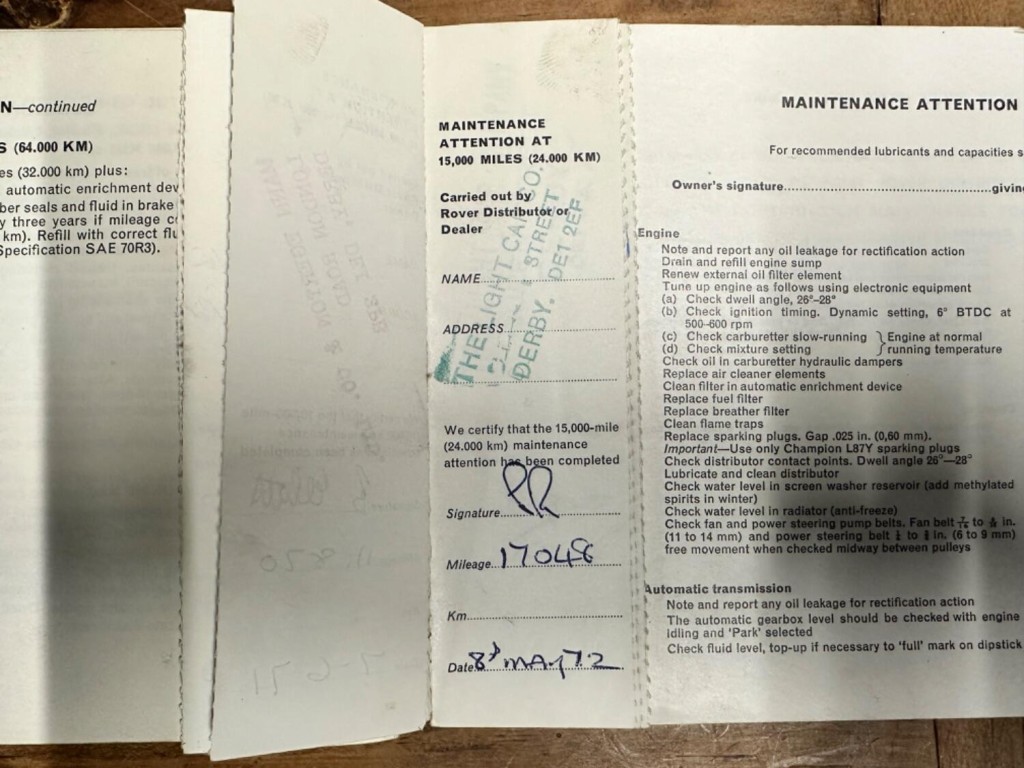 N—continued
S (64.000 KM)
es (32.000 km) plus:
automatic enrichment dev
ber seals and fluid in brake
y three years if mileage
km). Refill with correct flu
Specification SAE 70R3).
MAINTENANCE
ATTENTION AT
15,000 MILES (24.000 KM)
Carried out by
Rover Distributor or
Dealer
NAME
ADDRESS
THE LIGHT CAR CO.
STREET
DERBY. DE1 2EF
We certify that the 15,000-mile
(24.000 km) maintenance
attention has been completed
Signature
Mileage 17048
Km
Date 8 MAY 72
MAINTENANCE ATTENTION
For recommended lubricants and capacities s
Owner's signature giving
Engine
Note and report any oil leakage for rectification action
Drain and refill engine sump
Renew external oil filter element
Tune up engine as follows using electronic equipment
(a) Check dwell angle, 26°–28°
(b) Check ignition timing. Dynamic setting, 6° BTDC at
500–600 rpm
(c) Check carburetter slow-running } Engine at normal
(d) Check mixture setting } running temperature
Check oil in carburetter hydraulic dampers
Replace air cleaner elements
Clean filter in automatic enrichment device
Replace fuel filter
Replace breather filter
Clean flame traps
Replace sparking plugs. Gap .025 in. (0,60 mm).
Important—Use only Champion L87Y sparking plugs
Check distributor contact points. Dwell angle 26°—28°
Lubricate and clean distributor
Check water level in screen washer reservoir (add methylated
spirits in winter)
Check water level in radiator (anti-freeze)
Check fan and power steering pump belts. Fan belt to in.
(11 to 14 mm) and power steering belt to in. (6 to 9 mm)
free movement when checked midway between pulleys
Automatic transmission
Note and report any oil leakage for rectification action
The automatic gearbox level should be checked with engine
idling and 'Park' selected
Check fluid level, top-up if necessary to 'full' mark on dipstick